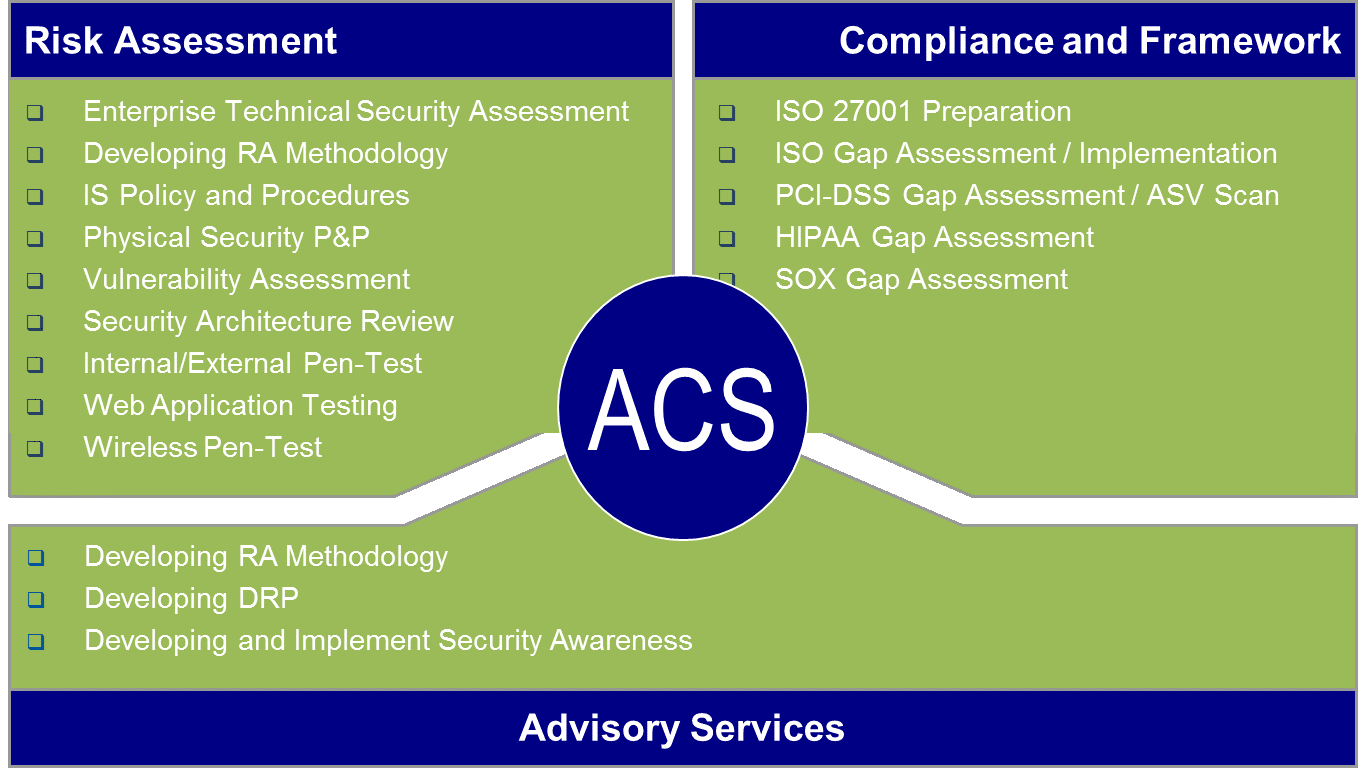 Risk Assessment
Enterprise Technical Security Assessment
Developing RA Methodology
IS Policy and Procedures
Physical Security P&P
Vulnerability Assessment
Security Architecture Review
Internal/External Pen-Test
Web Application Testing
Wireless Pen-Test
Compliance and Framework
ISO 27001 Preparation
ISO Gap Assessment / Implementation
PCI-DSS Gap Assessment / ASV Scan
HIPAA Gap Assessment
SOX Gap Assessment
ACS
Developing RA Methodology
Developing DRP
Developing and Implement Security Awareness
Advisory Services